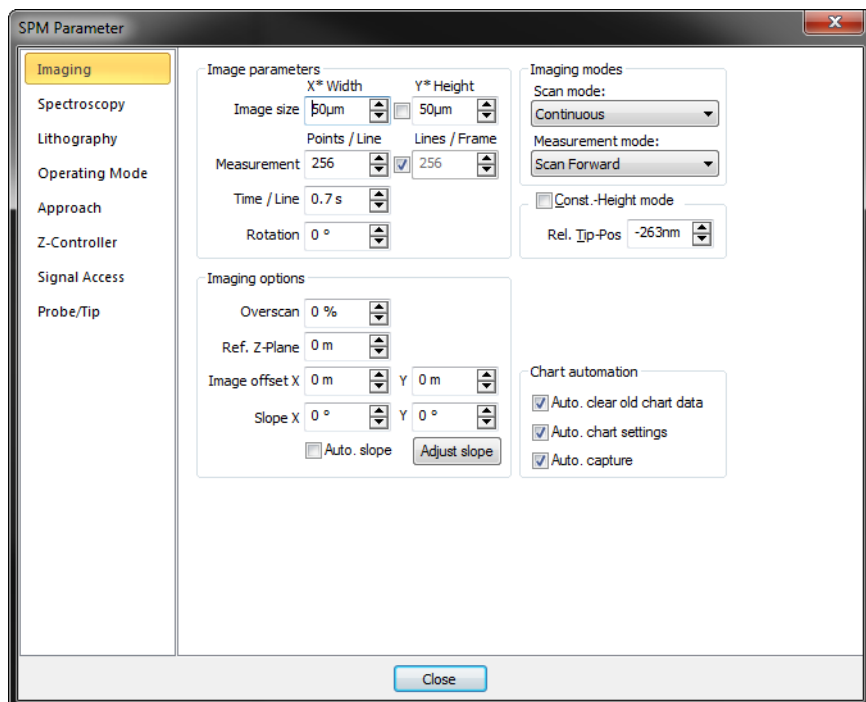 SPM Parameter
Imaging
Spectroscopy
Lithography
Operating Mode
Approach
Z-Controller
Signal Access
Probe/Tip
Image parameters
X* Width Y* Height
Image size 50µm 50µm
Points / Line Lines / Frame
Measurement 256 256
Time / Line 0.7 s
Rotation 0 °
Imaging modes
Scan mode:
Continuous
Measurement mode:
Scan Forward
Const.-Height mode
Rel. Tip-Pos -263nm
Imaging options
Overscan 0 %
Ref. Z-Plane 0 m
Image offset X 0 m Y 0 m
Slope X 0 ° Y 0 °
Auto. slope Adjust slope
Chart automation
Auto. clear old chart data
Auto. chart settings
Auto. capture
Close